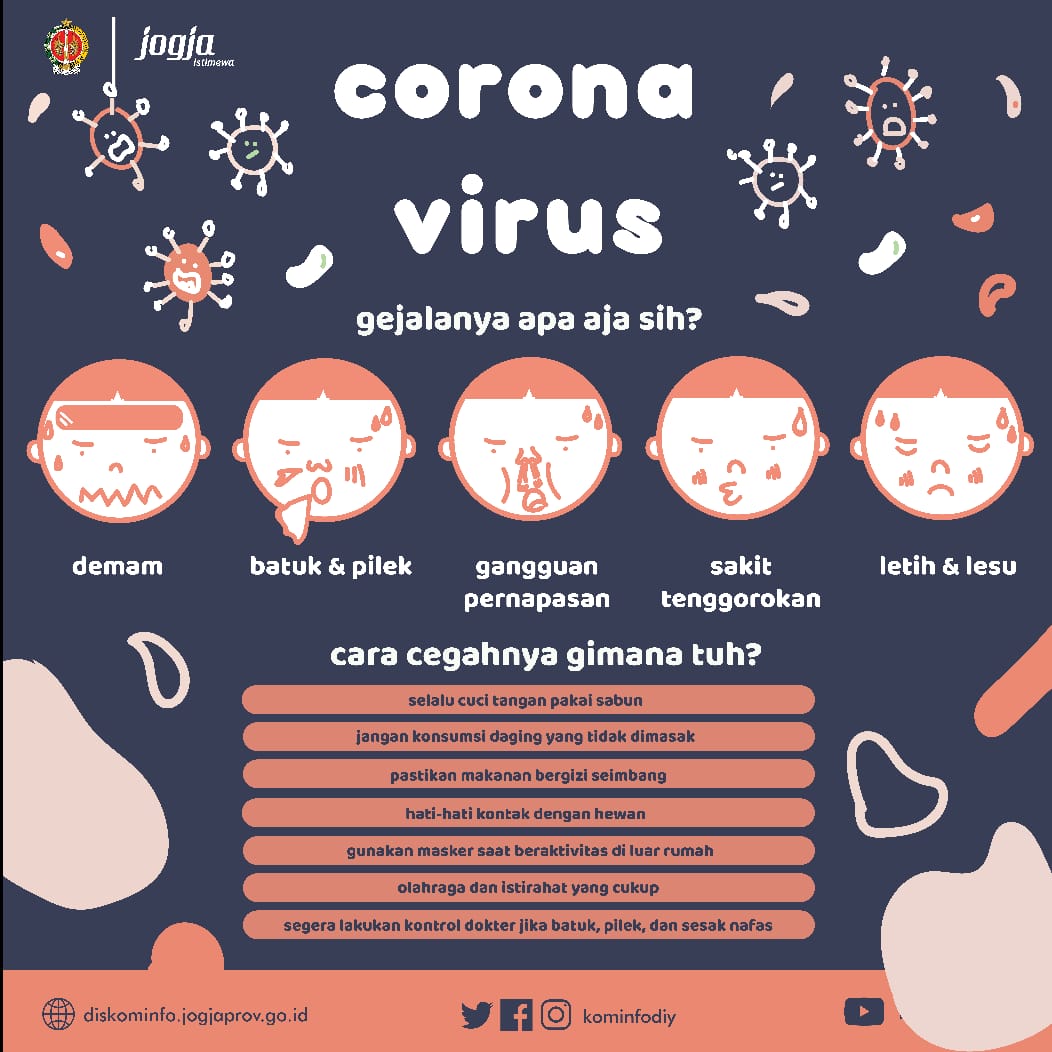 jogja
istimewa
corona
virus
gejalanya apa aja sih?
demam
batuk & pilek
gangguan
pernapasan
sakit
tenggorokan
letih & lesu
cara cegahnya gimana tuh?
selalu cuci tangan pakai sabun
jangan konsumsi daging yang tidak dimasak
pastikan makanan bergizi seimbang
hati-hati kontak dengan hewan
gunakan masker saat beraktivitas di luar rumah
olahraga dan istirahat yang cukup
segera lakukan kontrol dokter jika batuk, pilek, dan sesak nafas
diskominfo.jogjaprov.go.id
kominfodiy